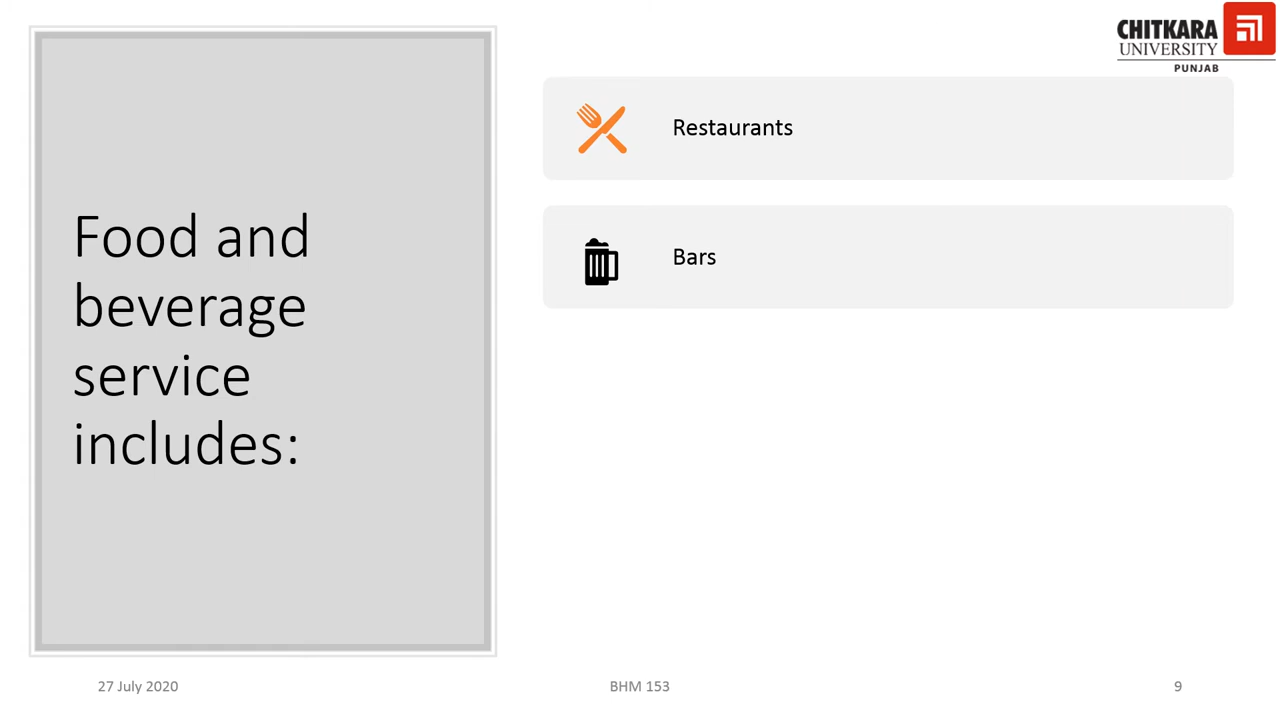 CHITKARA
UNIVERSITY
PUNJAB
Food and
beverage
service
includes:
Restaurants
Bars
27 July 2020
BHM 153
9